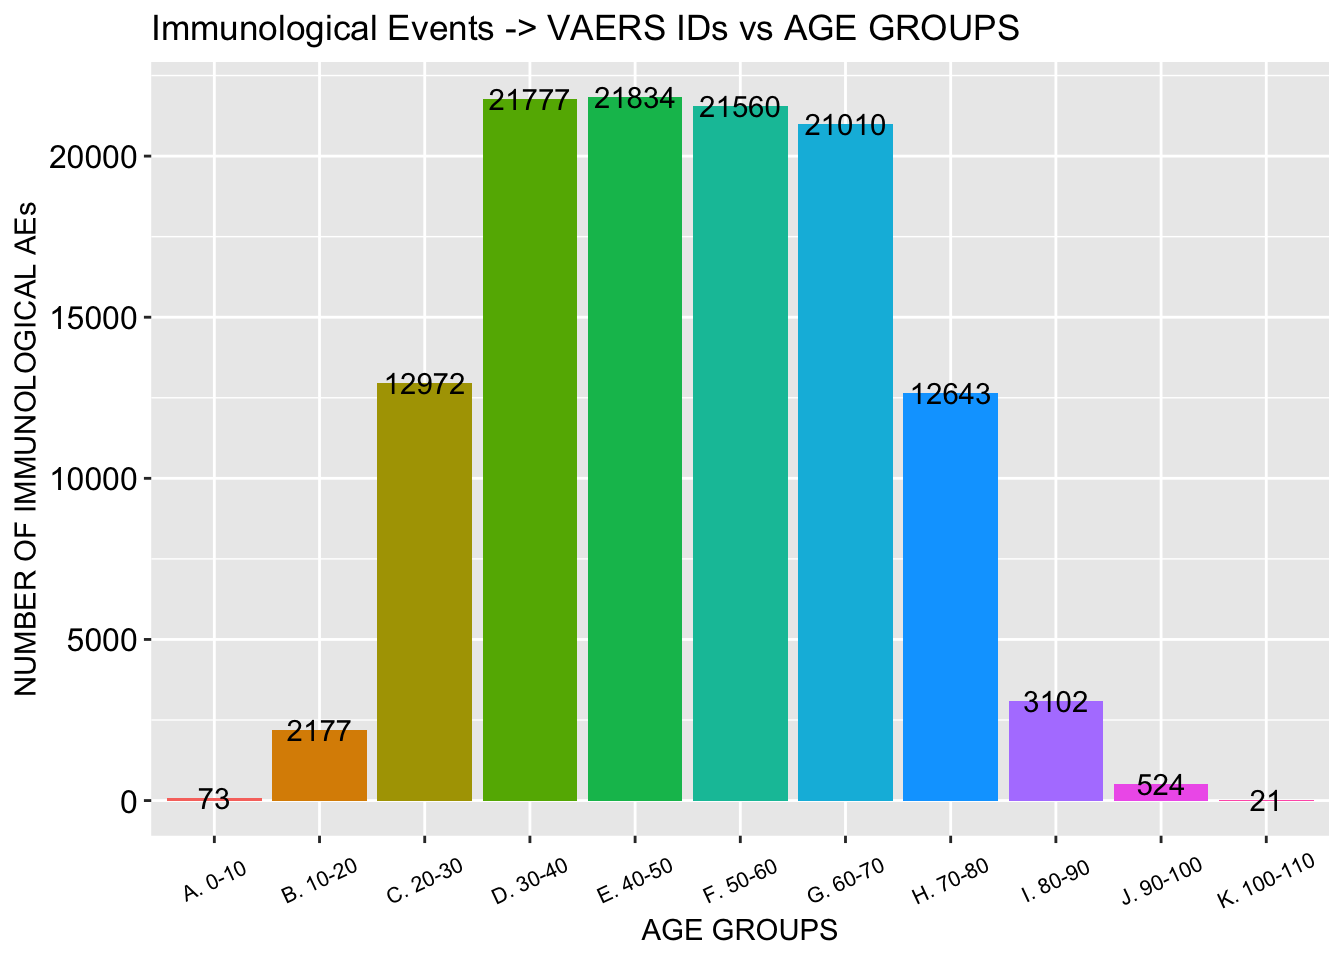 Immunological Events -> VAERS IDs vs AGE GROUPS
NUMBER OF IMMUNOLOGICAL AEs
20000
15000
10000
5000
0
73
2177
12972
21777
21834
21560
21010
12643
3102
524
21
A. 0-10
B. 10-20
C. 20-30
D. 30-40
E. 40-50
F. 50-60
G. 60-70
H. 70-80
I. 80-90
J. 90-100
K. 100-110
AGE GROUPS